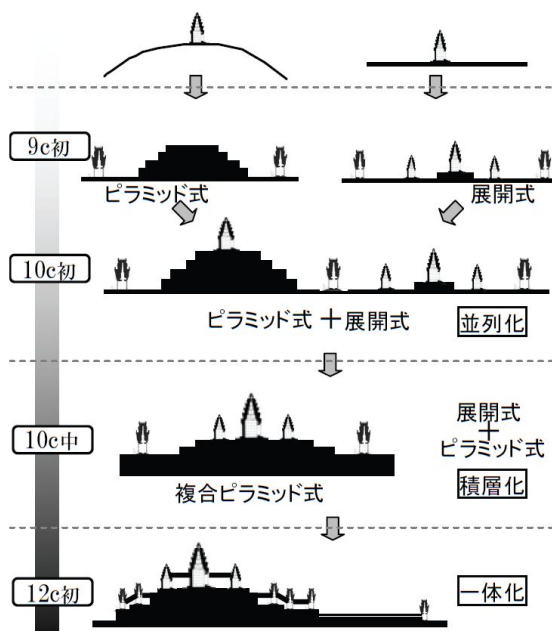 9c初
ピラミッド式
展開式
10c初
ピラミッド式＋展開式
並列化
10c中
展開式
＋
ピラミッド式
複合ピラミッド式
積層化
12c初
一体化